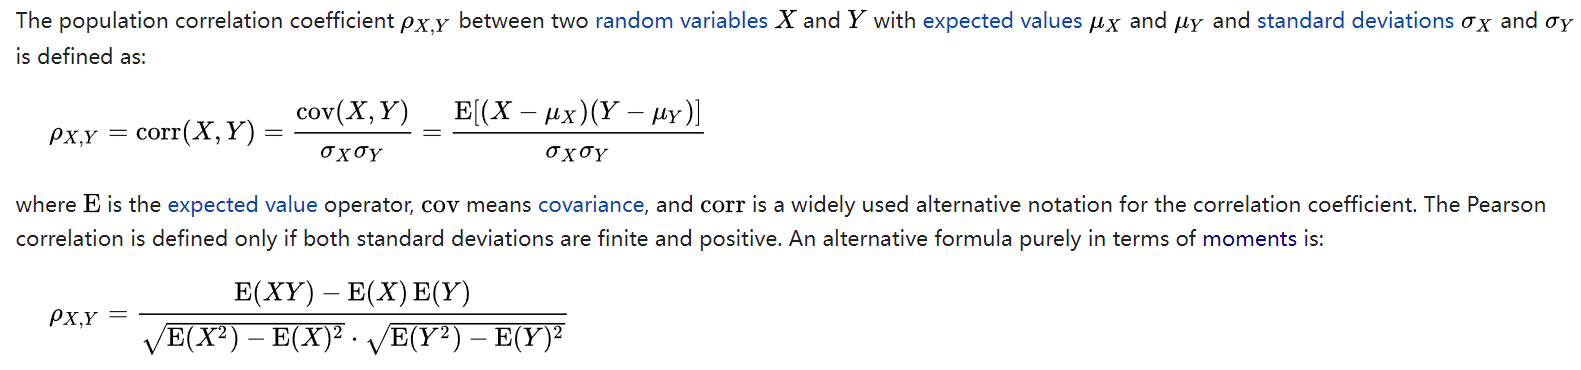 The population correlation coefficient ρX,Y between two random variables X and Y with expected values μX and μY and standard deviations σX and σY
is defined as:
ρX,Y = corr(X, Y) = cov(X, Y) / σXσY = E[(X − μX)(Y − μY)] / σXσY
where E is the expected value operator, cov means covariance, and corr is a widely used alternative notation for the correlation coefficient. The Pearson
correlation is defined only if both standard deviations are finite and positive. An alternative formula purely in terms of moments is:
ρX,Y = E(XY) − E(X) E(Y) / √E(X²) − E(X)² · √E(Y²) − E(Y)²